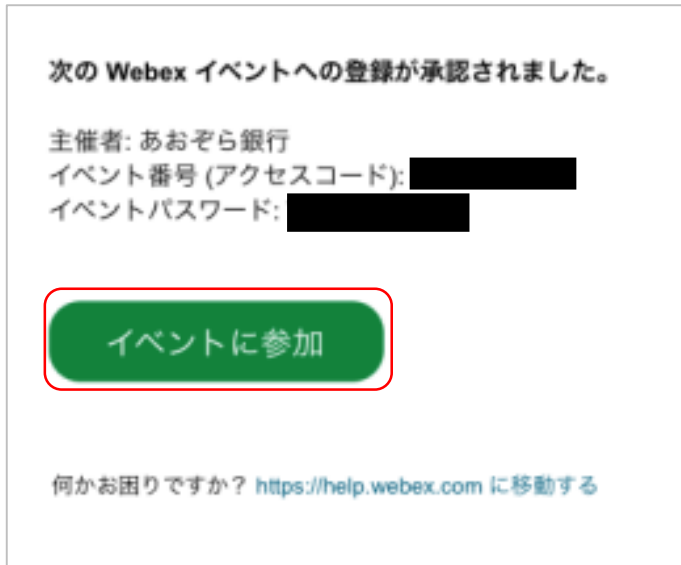 次の Webex イベントへの登録が承認されました。
主催者: あおぞら銀行
イベント番号 (アクセスコード):
イベントパスワード:
イベントに参加
何かお困りですか？ https://help.webex.com に移動する